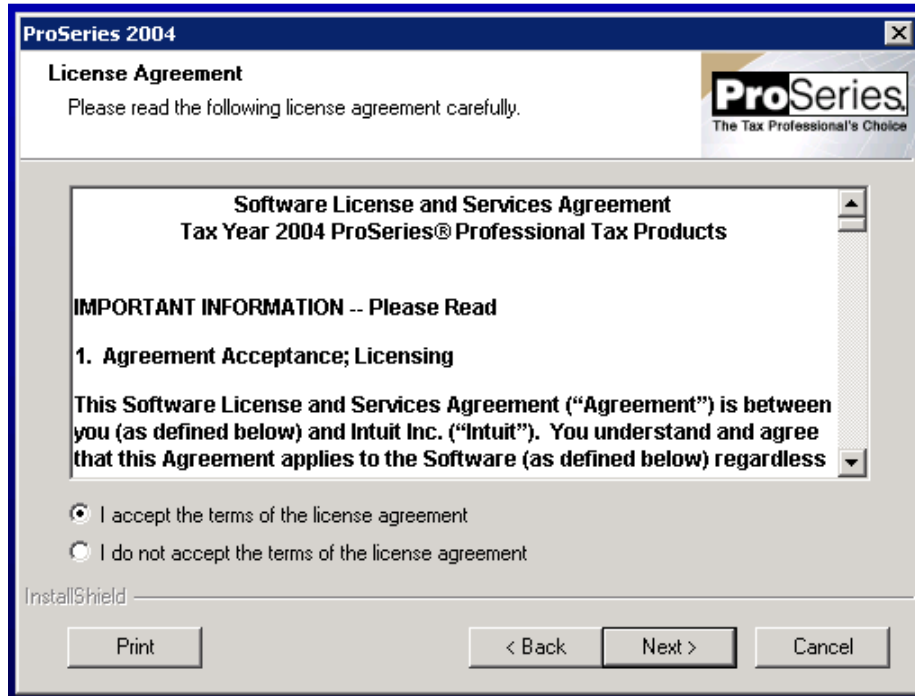 ProSeries 2004
License Agreement
Please read the following license agreement carefully.
ProSeries
The Tax Professional's Choice
Software License and Services Agreement
Tax Year 2004 ProSeries® Professional Tax Products
IMPORTANT INFORMATION -- Please Read
1.  Agreement Acceptance; Licensing
This Software License and Services Agreement (“Agreement”) is between
you (as defined below) and Intuit Inc. (“Intuit”).  You understand and agree
that this Agreement applies to the Software (as defined below) regardless
I accept the terms of the license agreement
I do not accept the terms of the license agreement
InstallShield
Print
< Back
Next >
Cancel